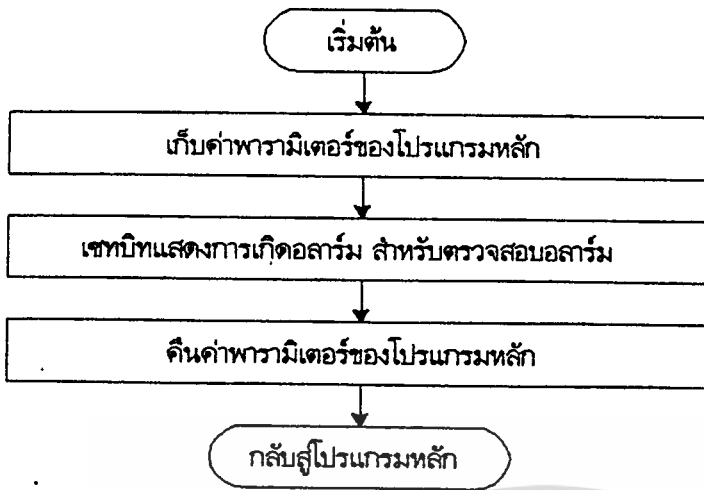 เริ่มต้น
เก็บค่าพารามิเตอร์ของโปรแกรมหลัก
เซทบิทแสดงการเกิดอลาร์ม สำหรับตรวจสอบอลาร์ม
คืนค่าพารามิเตอร์ของโปรแกรมหลัก
กลับสู่โปรแกรมหลัก